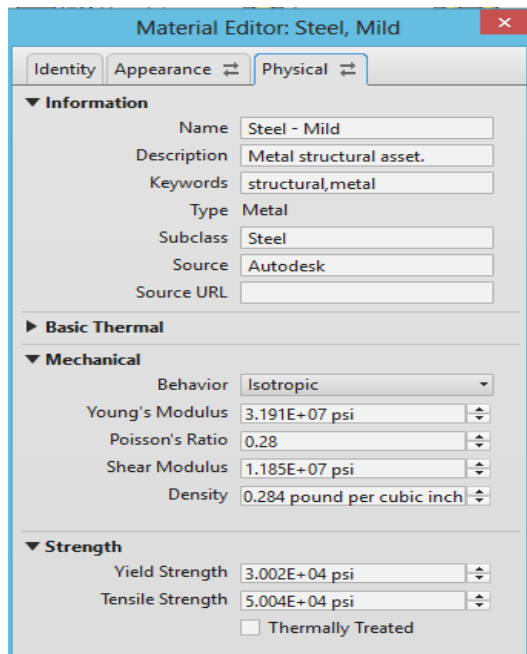 Material Editor: Steel, Mild
Identity Appearance Physical
Information
Name Steel - Mild
Description Metal structural asset.
Keywords structural,metal
Type Metal
Subclass Steel
Source Autodesk
Source URL
Basic Thermal
Mechanical
Behavior Isotropic
Young's Modulus 3.191E+07 psi
Poisson's Ratio 0.28
Shear Modulus 1.185E+07 psi
Density 0.284 pound per cubic inch
Strength
Yield Strength 3.002E+04 psi
Tensile Strength 5.004E+04 psi
Thermally Treated